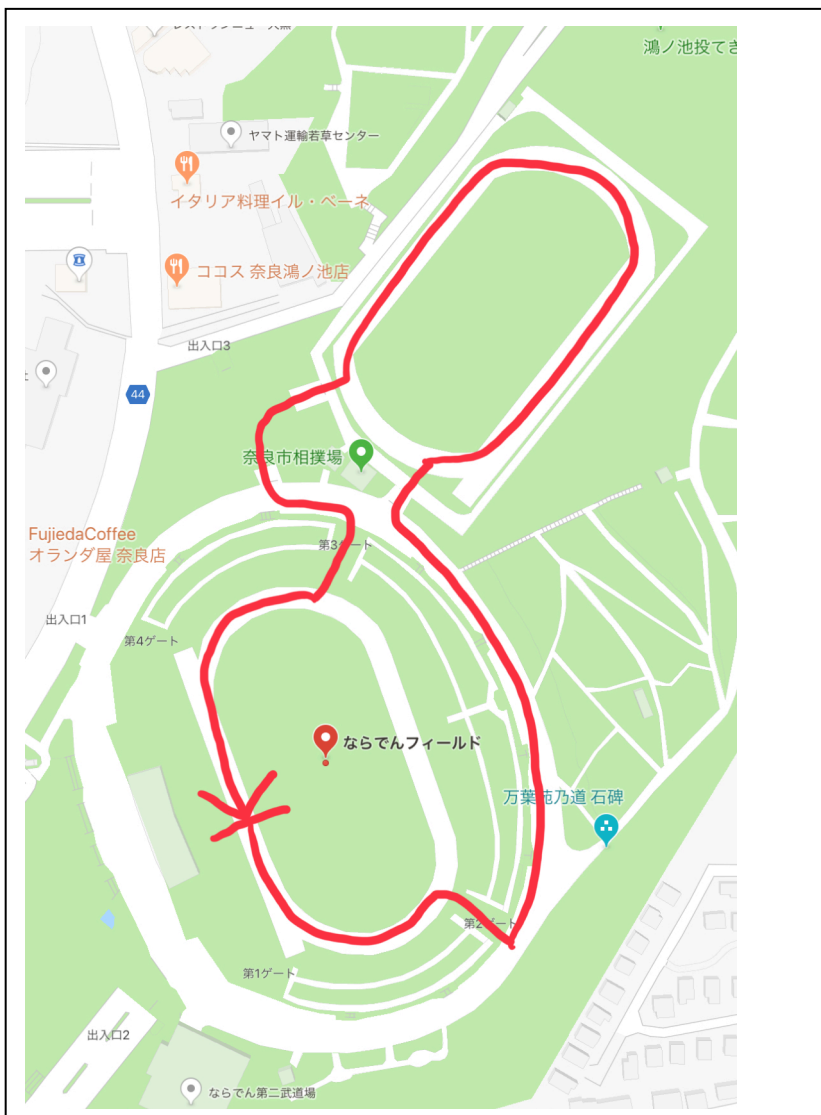 鴻ノ池投てき
ヤマト運輸若草センター
イタリア料理イル・ベーネ
ココス 奈良鴻ノ池店
出入口3
44
奈良市相撲場
FujiedaCoffee
オランダ屋 奈良店
第3ゲート
出入口1
第4ゲート
ならでんフィールド
万葉苑乃道 石碑
第2ゲート
第1ゲート
出入口2
ならでん第二武道場